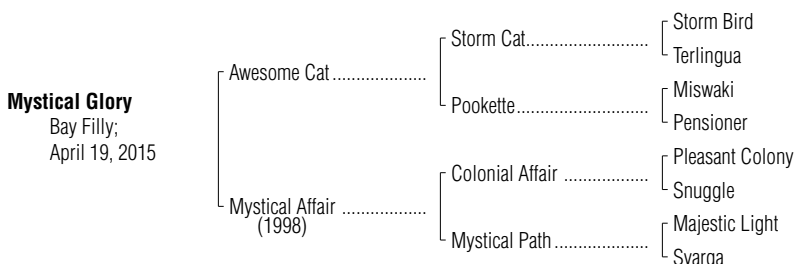 Storm Bird
Storm Cat..............................
Terlingua
Awesome Cat ....................
Miswaki
Pookette................................
Pensioner
Mystical Glory
Bay Filly;
April 19, 2015
Pleasant Colony
Colonial Affair ......................
Snuggle
Mystical Affair ..................
(1998)
Majestic Light
Mystical Path.......................
Svarga